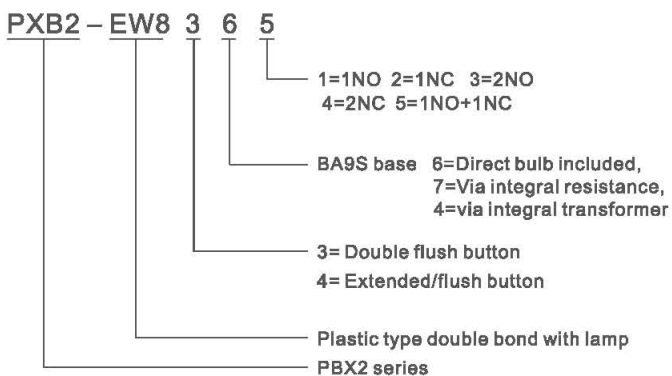 PXB2 – EW8 3 6 5
1=1NO 2=1NC 3=2NO
4=2NC 5=1NO+1NC
BA9S base 6=Direct bulb included,
7=Via integral resistance,
4=via integral transformer
3= Double flush button
4= Extended/flush button
Plastic type double bond with lamp
PBX2 series